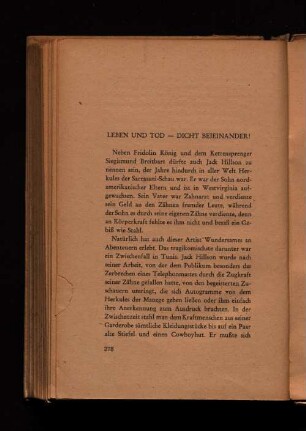 LEBEN UND TOD — DICHT BEIEINANDER!
Neben Fridolin König und dem Kettensprenger
Siegismund Breitbart dürfte auch Jack Hillson zu
nennen sein, der Jahre hindurch in aller Welt Her-
kules der Sarrasani-Schau war. Er war der Sohn nord-
amerikanischer Eltern und ist in Westvirginia auf-
gewachsen. Sein Vater war Zahnarzt und verdiente
sein Geld an den Zähnen fremder Leute, während
der Sohn es durch seine eigenen Zähne verdiente, denn
an Körperkraft fehlte es ihm nicht und besaß ein Ge-
biß wie Stahl.
Natürlich hat auch dieser Artist Wundersames an
Abenteuern erlebt. Das tragikomischste darunter war
ein Zwischenfall in Tunis. Jack Hillson wurde nach
seiner Arbeit, von der dem Publikum besonders das
Zerbrechen eines Telephonmastes durch die Zugkraft
seiner Zähne gefallen hatte, von den begeisterten Zu-
schauern umringt, die sich Autogramme von dem
Herkules der Manege geben ließen oder ihm einfach
ihre Anerkennung zum Ausdruck brachten. In der
Zwischenzeit stahl man dem Kraftmenschen aus seiner
Garderobe sämtliche Kleidungsstücke bis auf ein Paar
alte Stiefel und einen Cowboyhut. Er mußte sich
278